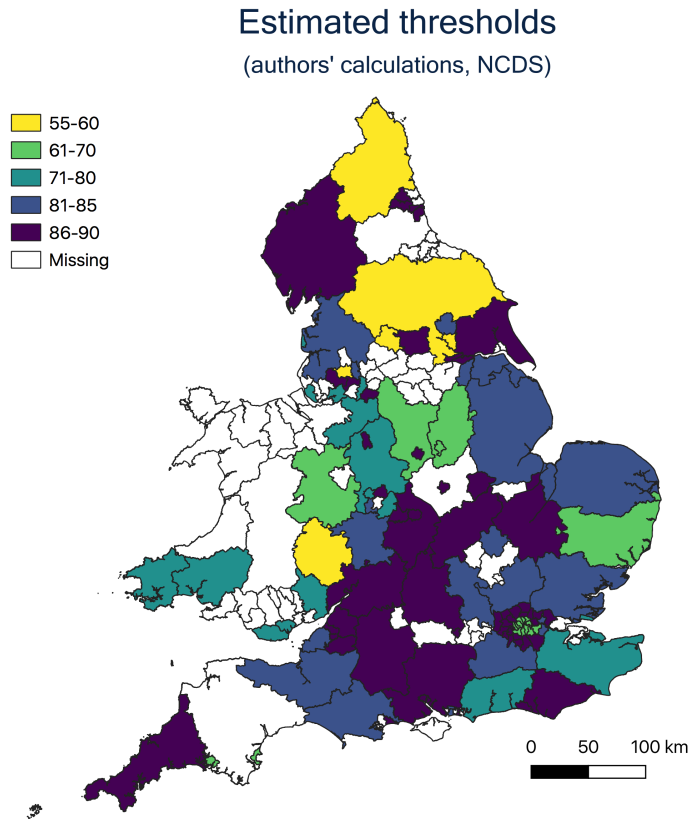 Estimated thresholds
(authors' calculations, NCDS)
55-60
61-70
71-80
81-85
86-90
Missing
0 50 100 km